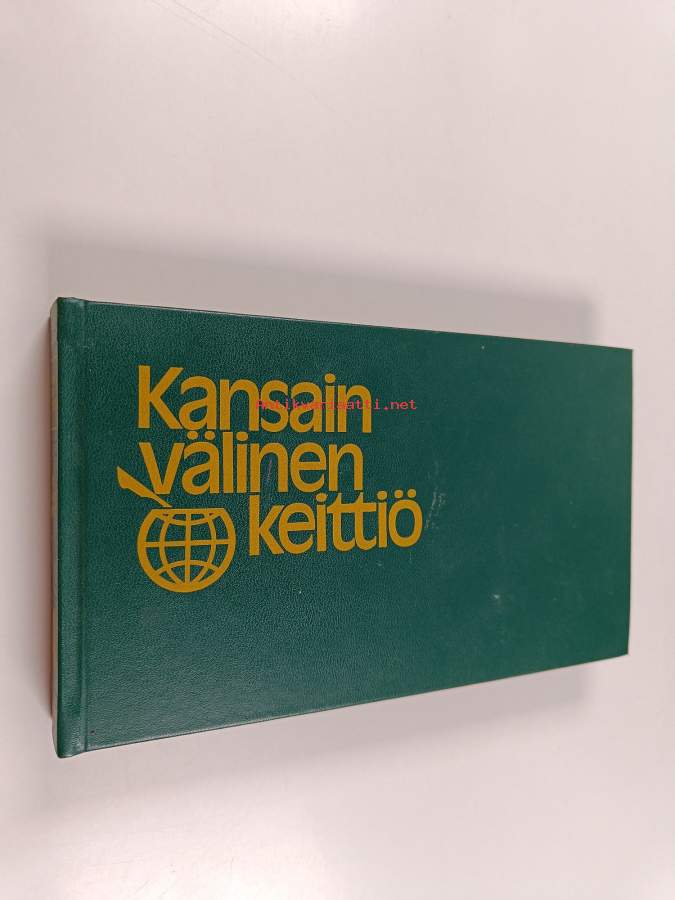 Kansain
Antikvariaatti.net
välinen
keittiö